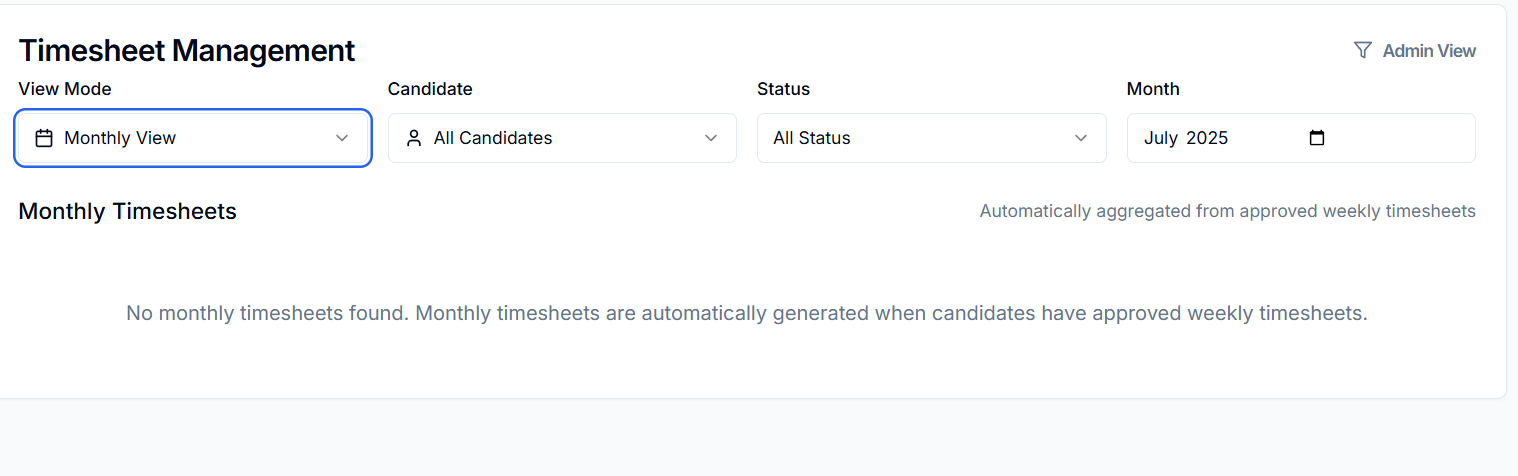 Timesheet Management
Admin View
View Mode
Candidate
Status
Month
Monthly View
All Candidates
All Status
July 2025
Monthly Timesheets
Automatically aggregated from approved weekly timesheets
No monthly timesheets found. Monthly timesheets are automatically generated when candidates have approved weekly timesheets.